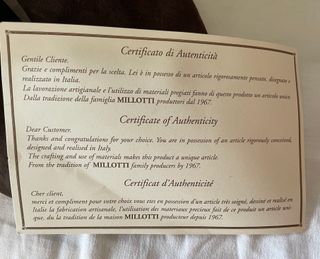 Certificato di Autenticità
Gentile Cliente.
Grazie e complimenti per la scelta. Lei è in possesso di un articolo rigorosamente pensato, disegnato e
realizzato in Italia.
La lavorazione artigianale e l'utilizzo di materiali pregiati fanno di questo prodotto un articolo unico.
Dalla tradizione della famiglia MILLOTTI produttori dal 1967.
Certificate of Authenticity
Dear Customer.
Thanks and congratulations for your choice. You are in possession of an article rigorously conceived,
designed and realised in Italy.
The crafting and use of materials makes this product a unique article.
From the tradition of MILLOTTI family producers by 1967.
Certificat d'Authenticité
Cher client,
merci et compliment pour votre choix vous etes en possession d'un article trés soigné, dessiné et realisé en
Italie la fabrication artisanale, l'utilisation des materiaux precieux fait de ce produit un article uni-
que, du la tradition de la maison MILLOTTI producteur depuis 1967.